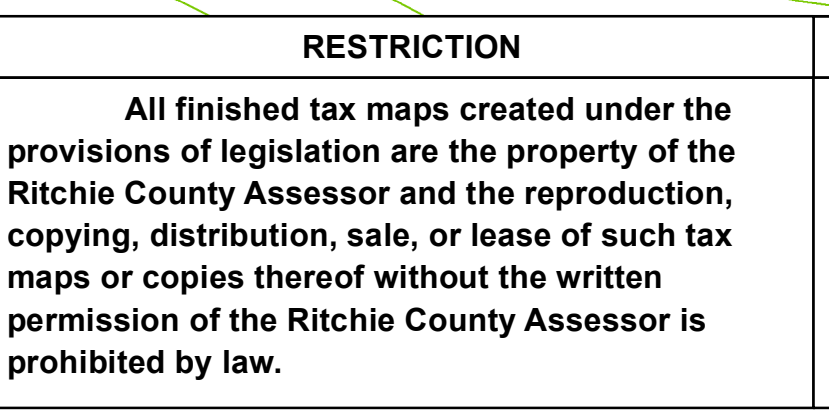 RESTRICTION
All finished tax maps created under the
provisions of legislation are the property of the
Ritchie County Assessor and the reproduction,
copying, distribution, sale, or lease of such tax
maps or copies thereof without the written
permission of the Ritchie County Assessor is
prohibited by law.